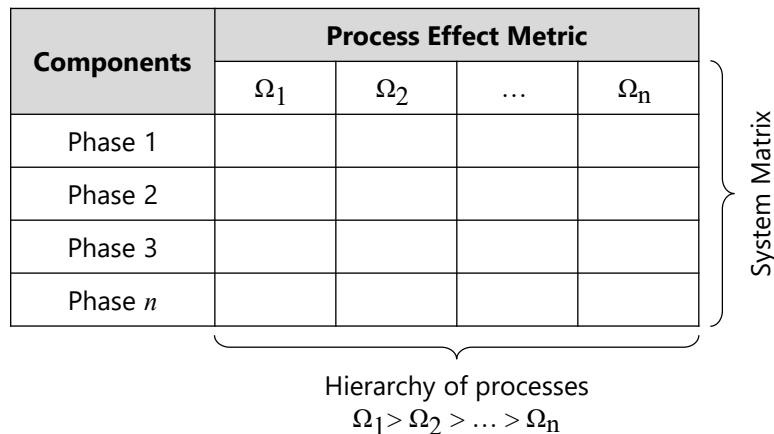 Components
Process Effect Metric
Ω1 Ω2 … Ωn
Phase 1
Phase 2
Phase 3
Phase n
System Matrix
Hierarchy of processes
Ω1> Ω2 > … > Ωn